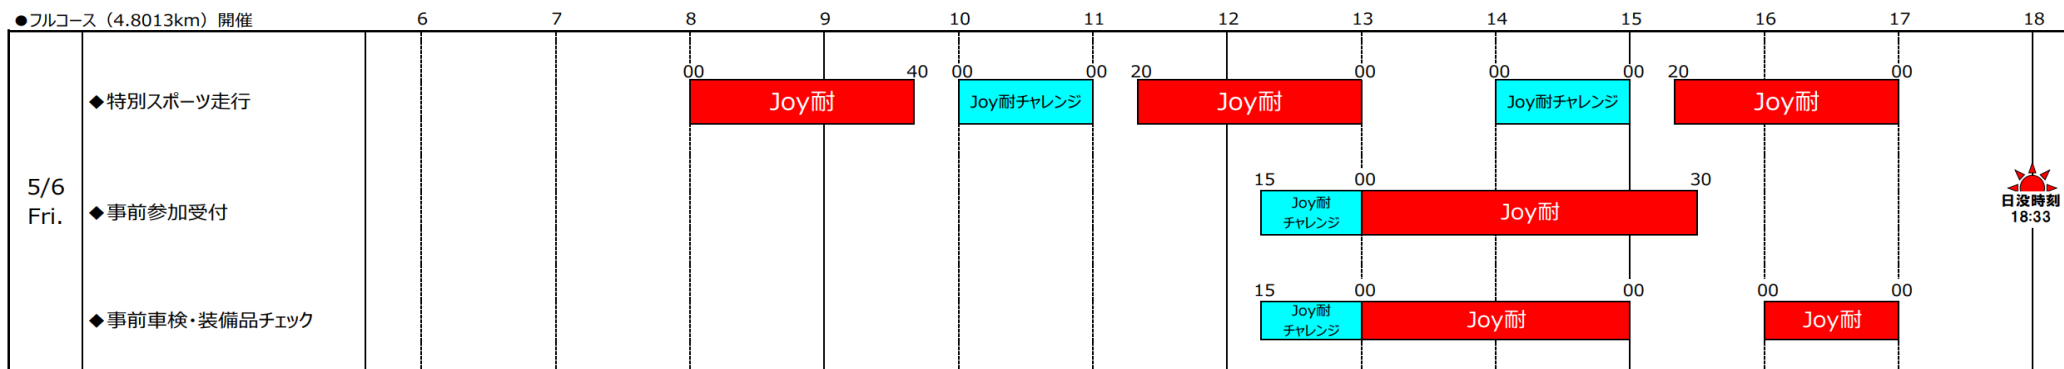 ●フルコース（4.8013km）開催 6 7 8 9 10 11 12 13 14 15 16 17 18
00 40 00 00 20 00 00 00 20 00
◆特別スポーツ走行 Joy耐 Joy耐チャレンジ Joy耐 Joy耐チャレンジ Joy耐
5/6
Fri.
15 00 30
◆事前参加受付 Joy耐
チャレンジ Joy耐
日没時刻
18:33
15 00 00 00 00
◆事前車検・装備品チェック Joy耐
チャレンジ Joy耐 Joy耐